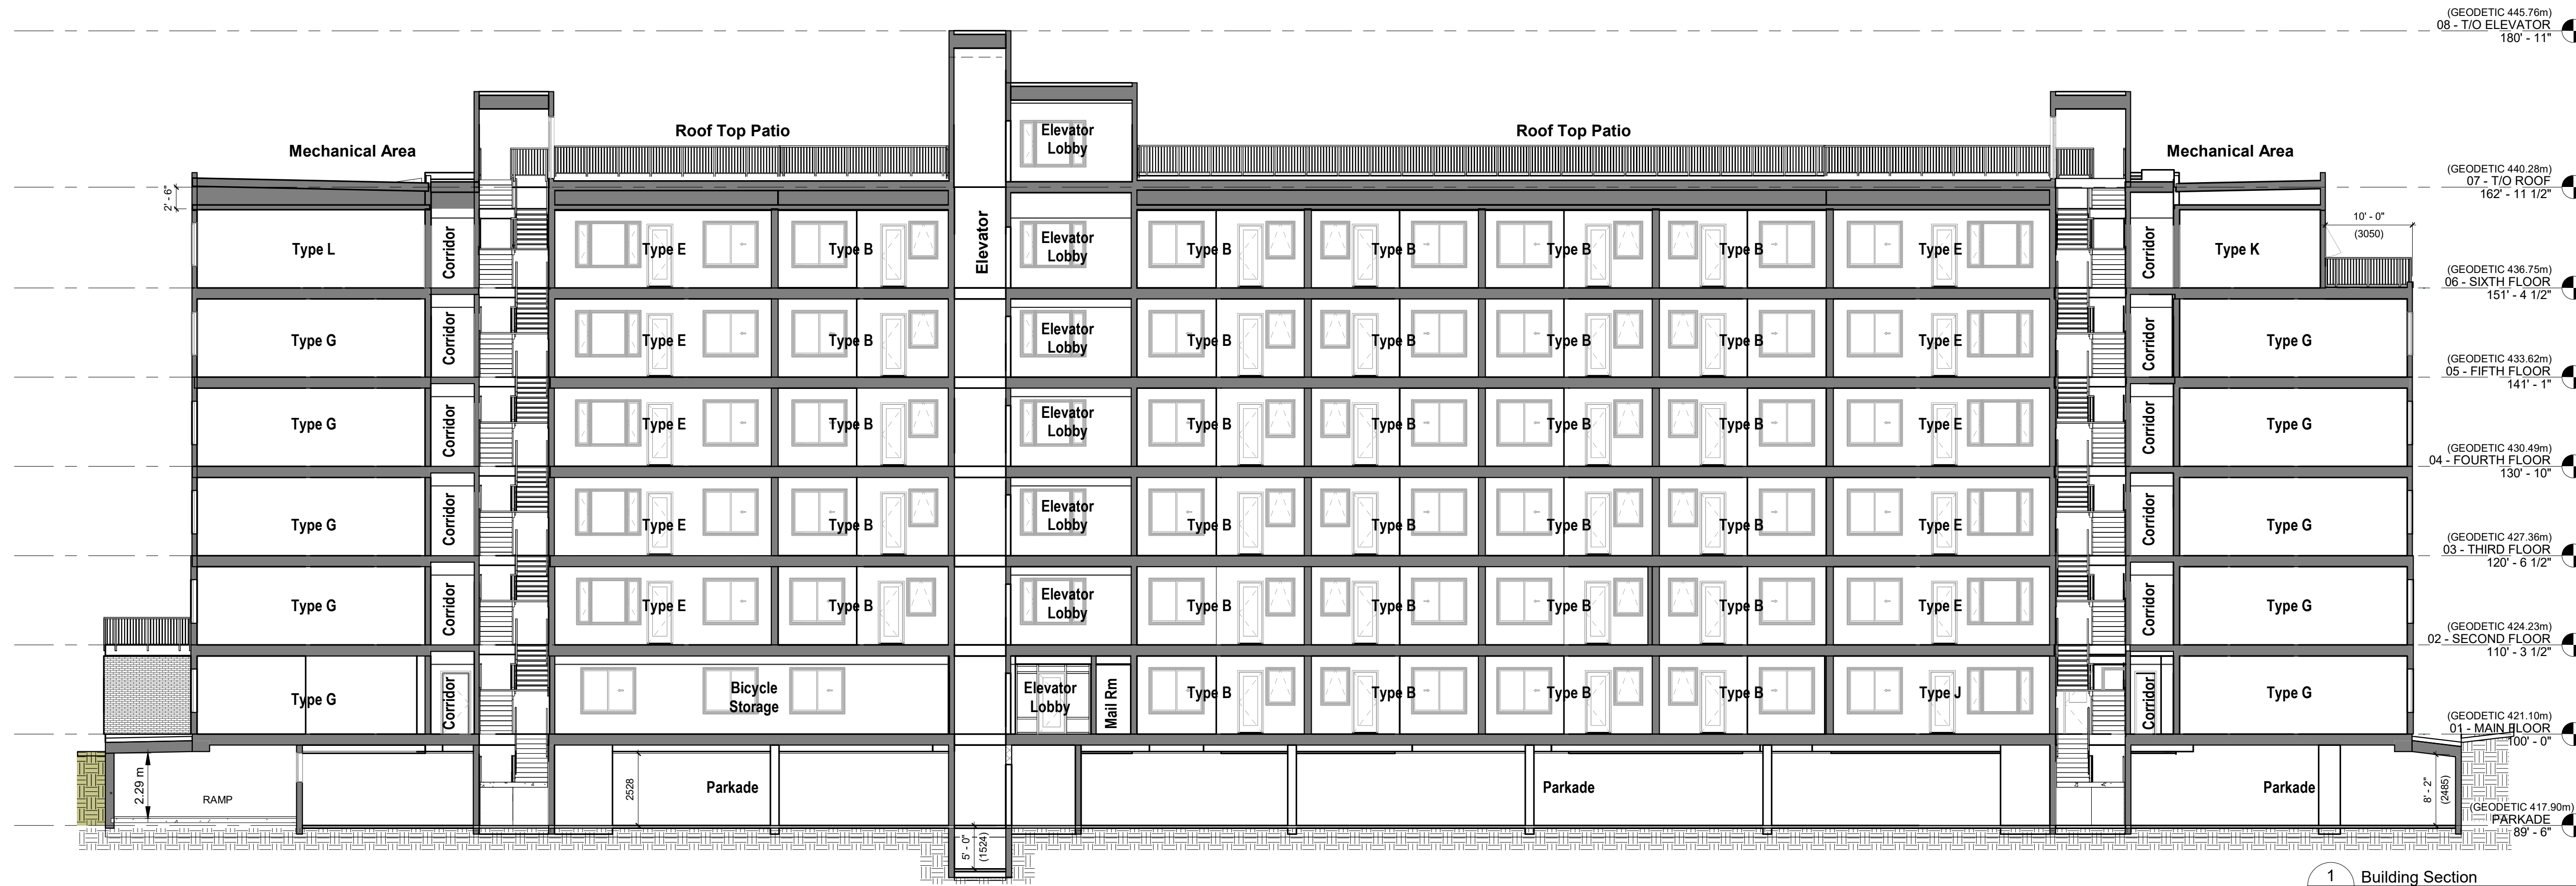 (GEODETIC 445.76m)
08 - T/O ELEVATOR
180' - 11"
Roof Top Patio
Elevator
Lobby
Roof Top Patio
Mechanical Area
Mechanical Area
(GEODETIC 440.28m)
07 - T/O ROOF
162' - 11 1/2"
2' - 6"
10' - 0"
(3050)
Type L
Corridor
Type E
Type B
Elevator
Elevator
Lobby
Type B
Type B
Type B
Type B
Type E
Corridor
Type K
(GEODETIC 436.75m)
06 - SIXTH FLOOR
151' - 4 1/2"
Type G
Corridor
Type E
Type B
Elevator
Lobby
Type B
Type B
Type B
Type B
Type E
Corridor
Type G
(GEODETIC 433.62m)
05 - FIFTH FLOOR
141' - 1"
Type G
Corridor
Type E
Type B
Elevator
Lobby
Type B
Type B
Type B
Type B
Type E
Corridor
Type G
(GEODETIC 430.49m)
04 - FOURTH FLOOR
130' - 10"
Type G
Corridor
Type E
Type B
Elevator
Lobby
Type B
Type B
Type B
Type B
Type E
Corridor
Type G
(GEODETIC 427.36m)
03 - THIRD FLOOR
120' - 6 1/2"
Type G
Corridor
Type E
Type B
Elevator
Lobby
Type B
Type B
Type B
Type B
Type E
Corridor
Type G
(GEODETIC 424.23m)
02 - SECOND FLOOR
110' - 3 1/2"
Type G
Corridor
Bicycle
Storage
Elevator
Lobby
Mail Rm
Type B
Type B
Type B
Type B
Type J
Corridor
Type G
(GEODETIC 421.10m)
01 - MAIN FLOOR
100' - 0"
2.29 m
RAMP
2528
Parkade
Parkade
Parkade
8' - 2"
(2485)
(GEODETIC 417.90m)
PARKADE
89' - 6"
5' - 0"
(1524)
1 Building Section